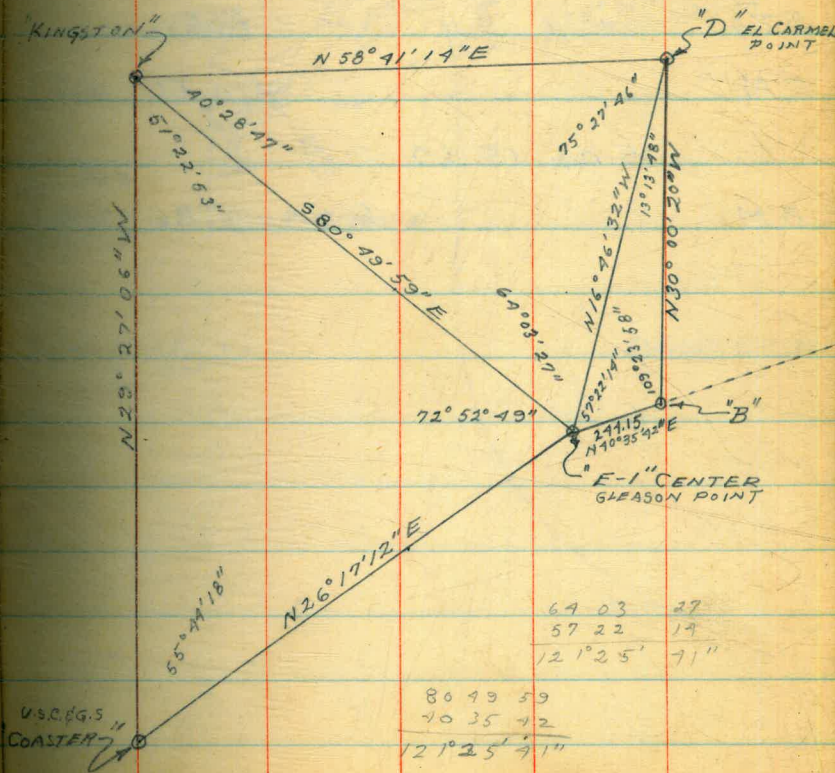 "KINGSTON"
"D" EL CARMEL
POINT
N 58° 41' 14" E
40° 28' 47"
51° 22' 53"
75° 27' 46"
13° 13' 48"
N 16° 46' 32" W
N 30° 00' 20" W
S 80° 49' 59" E
N 29° 27' 06" W
64° 03' 27"
57° 22' 14"
109° 23' 58"
72° 52' 49"
244.15
N 40° 35' 42" E
"B"
"E-1" CENTER
GLEASON POINT
N 26° 17' 12" E
55° 44' 18"
64 03 27
57 22 14
121° 25' 41"
80 49 59
40 35 42
121° 25' 41"
U.S.C.&G.S
"COASTER"